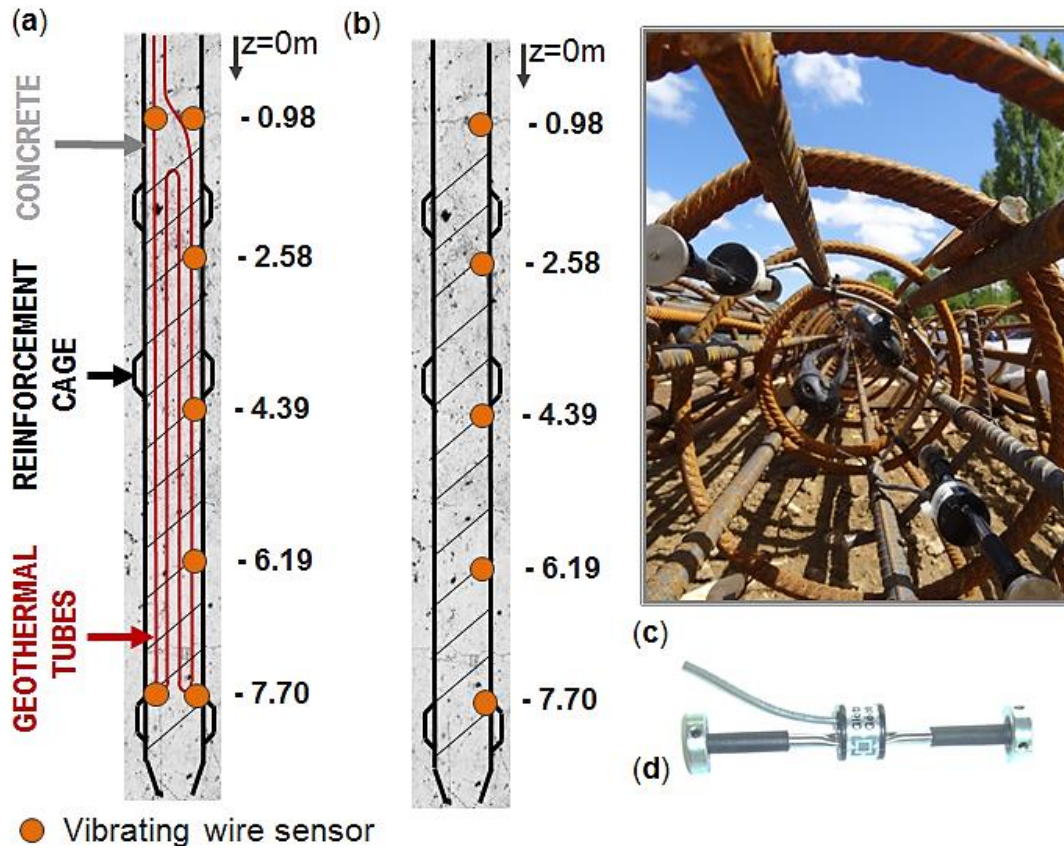 (a)
z=0m
- 0.98
- 2.58
- 4.39
- 6.19
- 7.70
CONCRETE
REINFORCEMENT
CAGE
GEOTHERMAL
TUBES
(b)
z=0m
- 0.98
- 2.58
- 4.39
- 6.19
- 7.70
(c)
(d)
Vibrating wire sensor